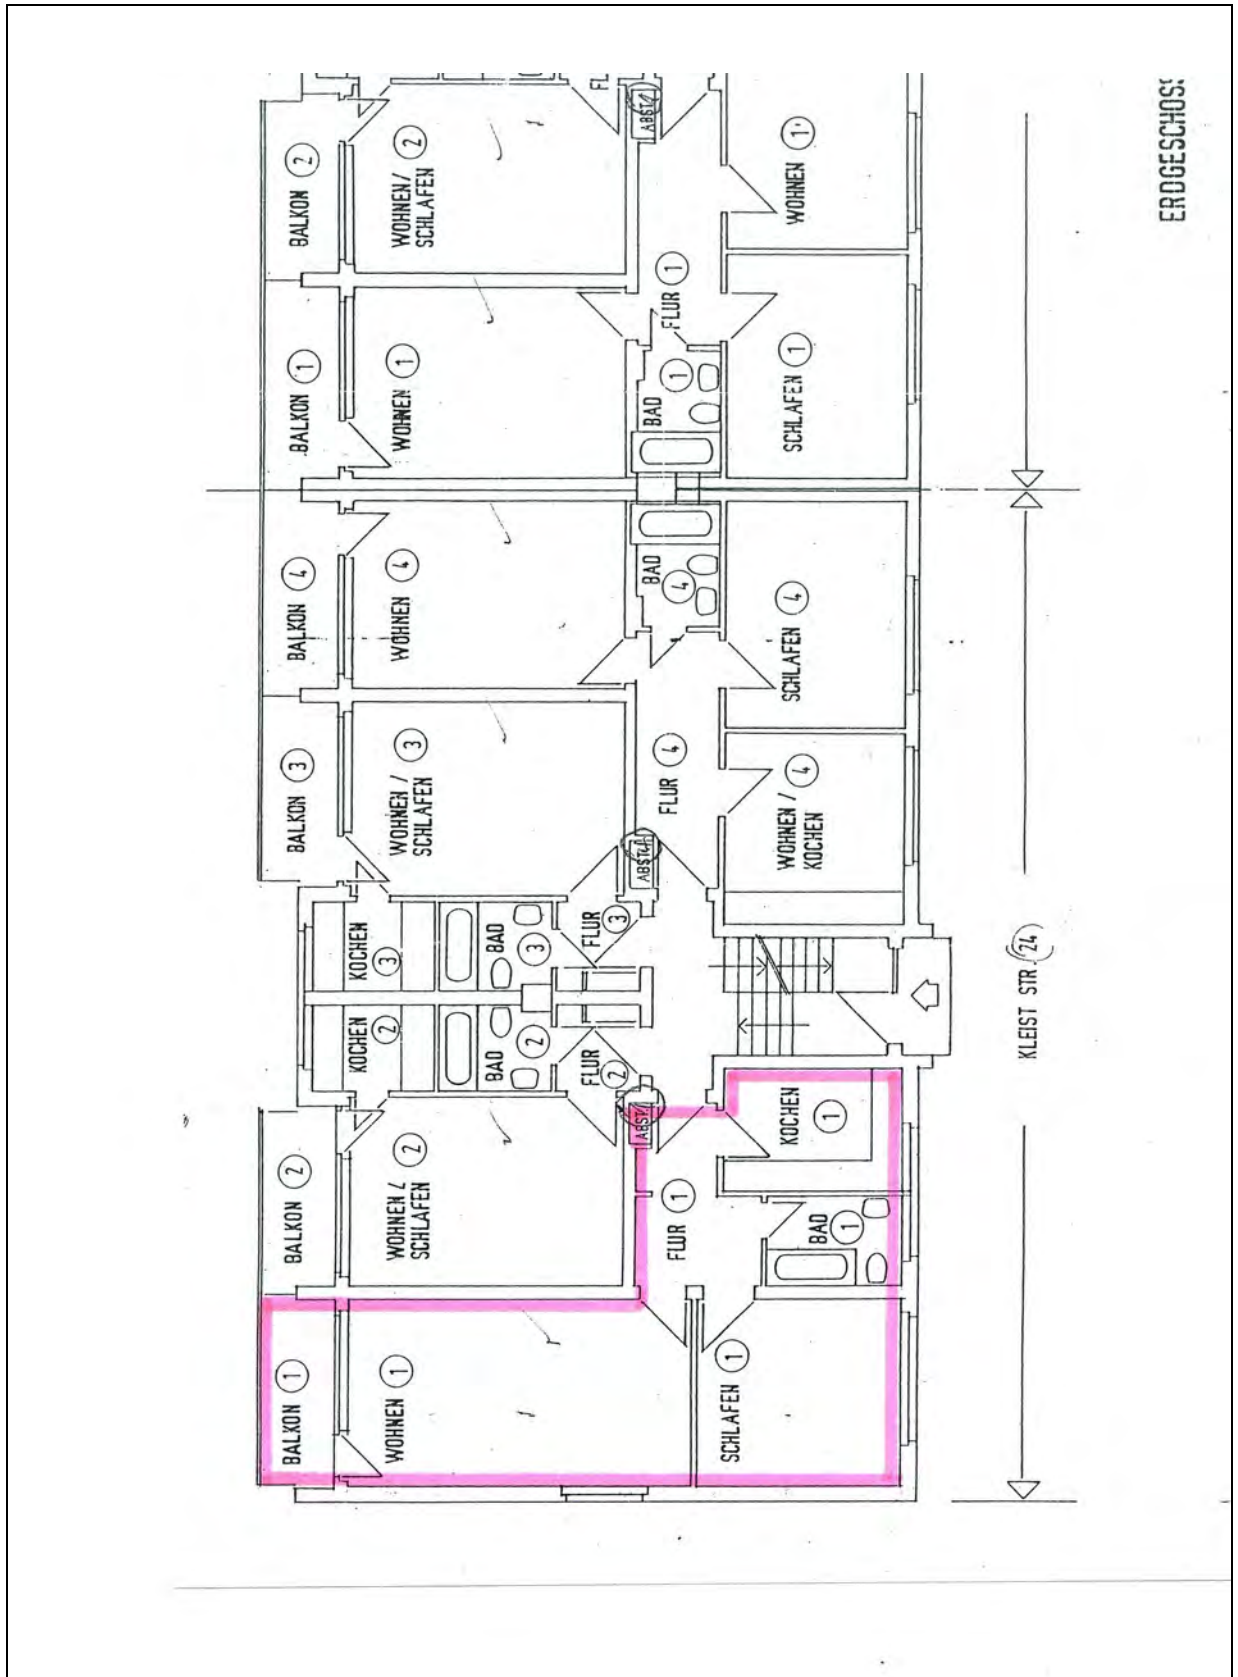 ERDGESCHOSS
BALKON 2
WOHNEN/
SCHLAFEN 2
FL
ABST.
WOHNEN 1
BALKON 1
WOHNEN 1
FLUR 1
BAD 1
SCHLAFEN 1
BALKON 4
WOHNEN 4
BAD 4
SCHLAFEN 4
BALKON 3
WOHNEN /
SCHLAFEN 3
FLUR 4
WOHNEN /
KOCHEN 4
ABST.
KOCHEN 3
BAD 3
FLUR 3
KOCHEN 2
BAD 2
FLUR 2
KLEIST STR. 24
BALKON 2
WOHNEN /
SCHLAFEN 2
ABST.
FLUR 1
KOCHEN 1
BAD 1
BALKON 1
WOHNEN 1
SCHLAFEN 1